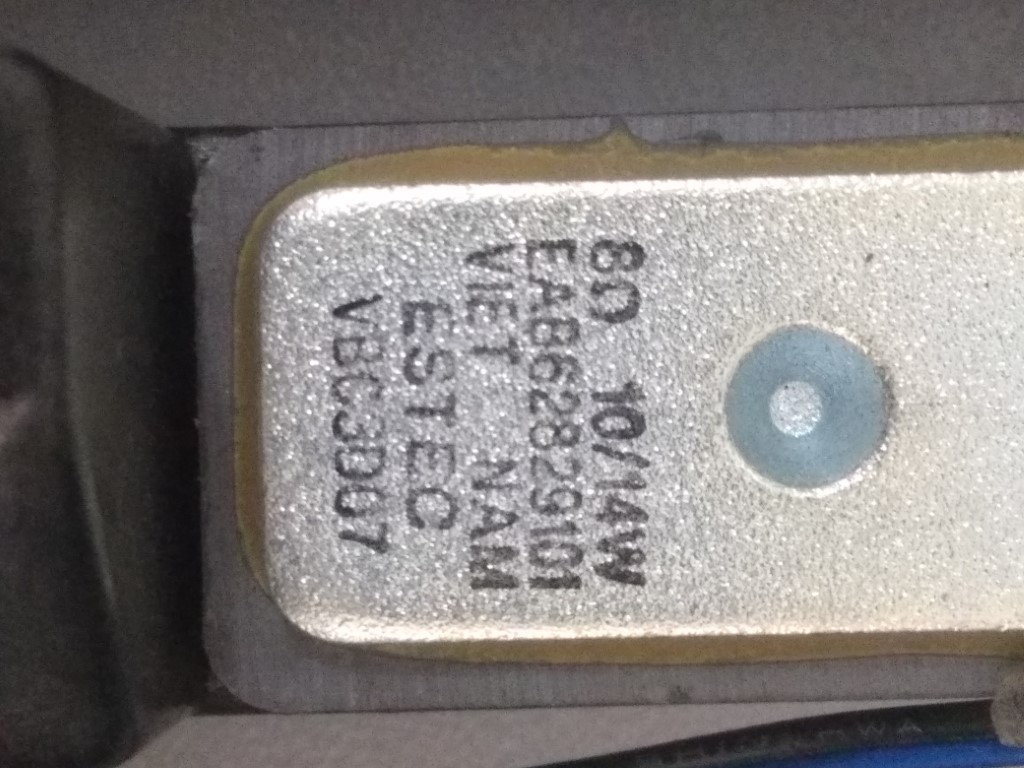 8Ω 10/14W
EAB62829101
VIET NAM
ESTEC
VBC3D07